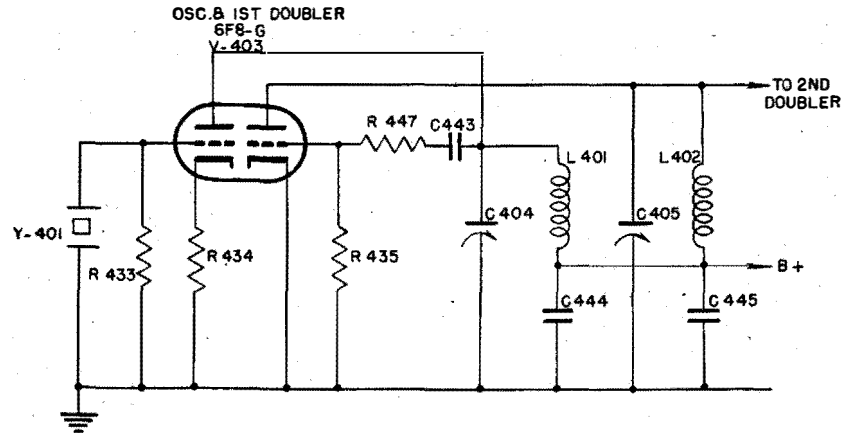 OSC.& IST DOUBLER
6F8-G
V-403
TO 2ND
DOUBLER
R 447
C443
L 401
L402
Y-401
R 433
R 434
R 435
C 404
C405
B+
C 444
C 445